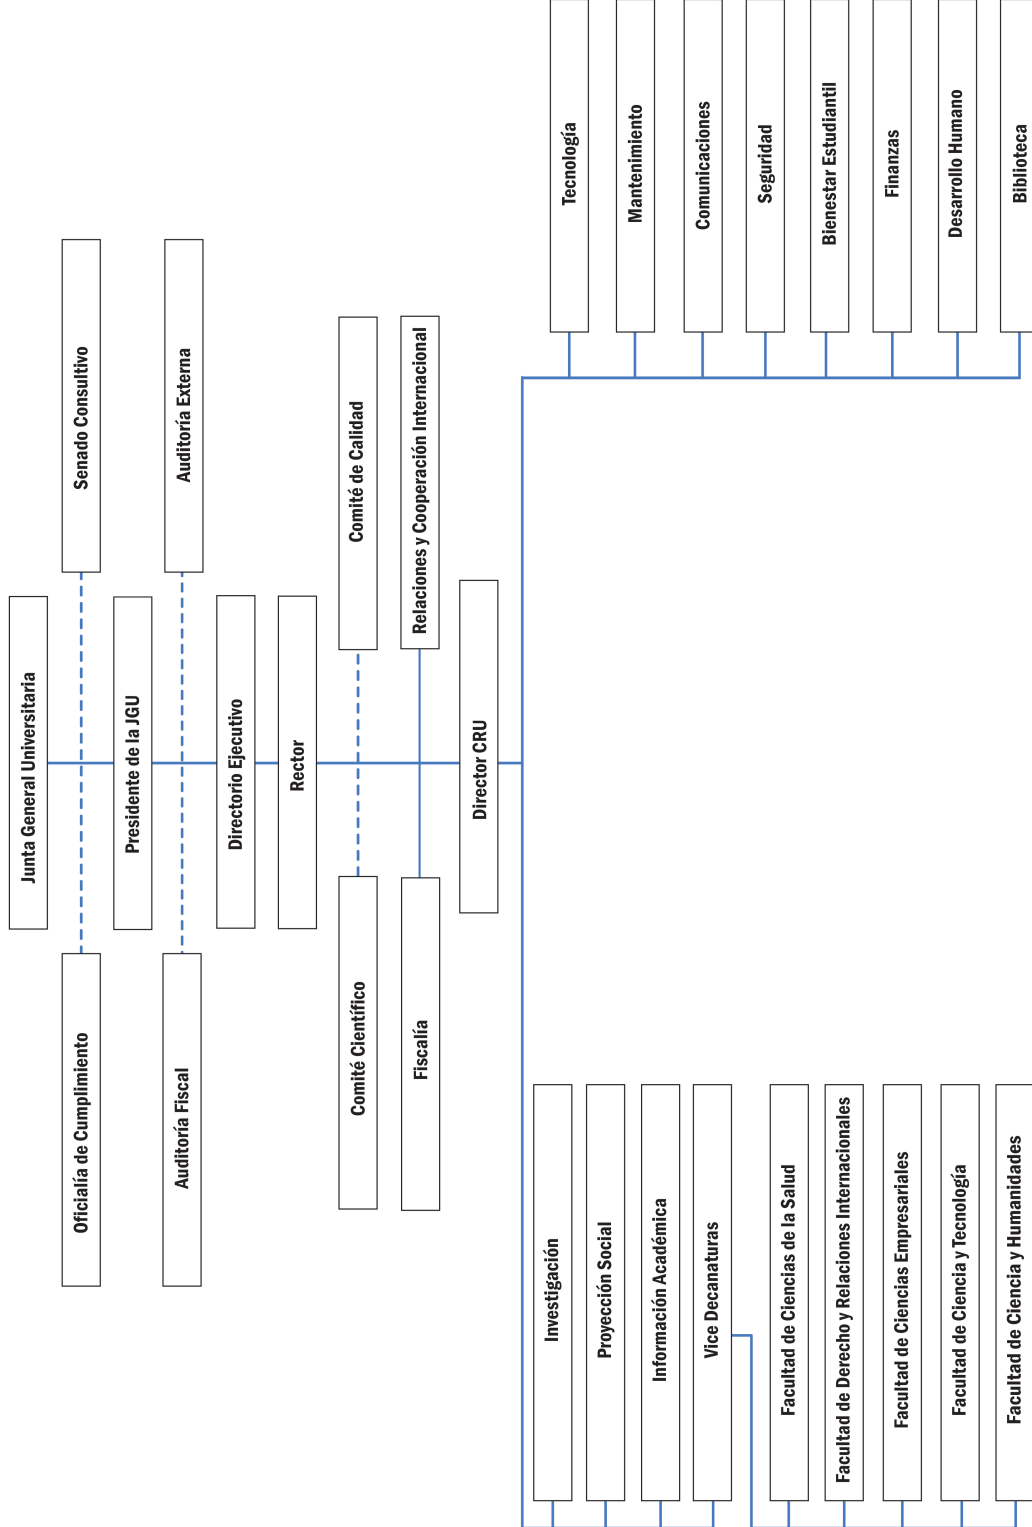 Junta General Universitaria
Oficialía de Cumplimiento
Senado Consultivo
Presidente de la JGU
Auditoría Fiscal
Auditoría Externa
Directorio Ejecutivo
Rector
Comité Científico
Comité de Calidad
Fiscalía
Relaciones y Cooperación Internacional
Director CRU
Investigación
Proyección Social
Información Académica
Vice Decanaturas
Facultad de Ciencias de la Salud
Facultad de Derecho y Relaciones Internacionales
Facultad de Ciencias Empresariales
Facultad de Ciencia y Tecnología
Facultad de Ciencia y Humanidades
Tecnología
Mantenimiento
Comunicaciones
Seguridad
Bienestar Estudiantil
Finanzas
Desarrollo Humano
Biblioteca